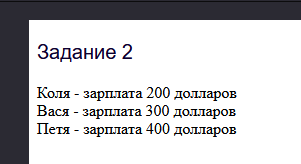 Задание 2
Коля - зарплата 200 долларов
Вася - зарплата 300 долларов
Петя - зарплата 400 долларов